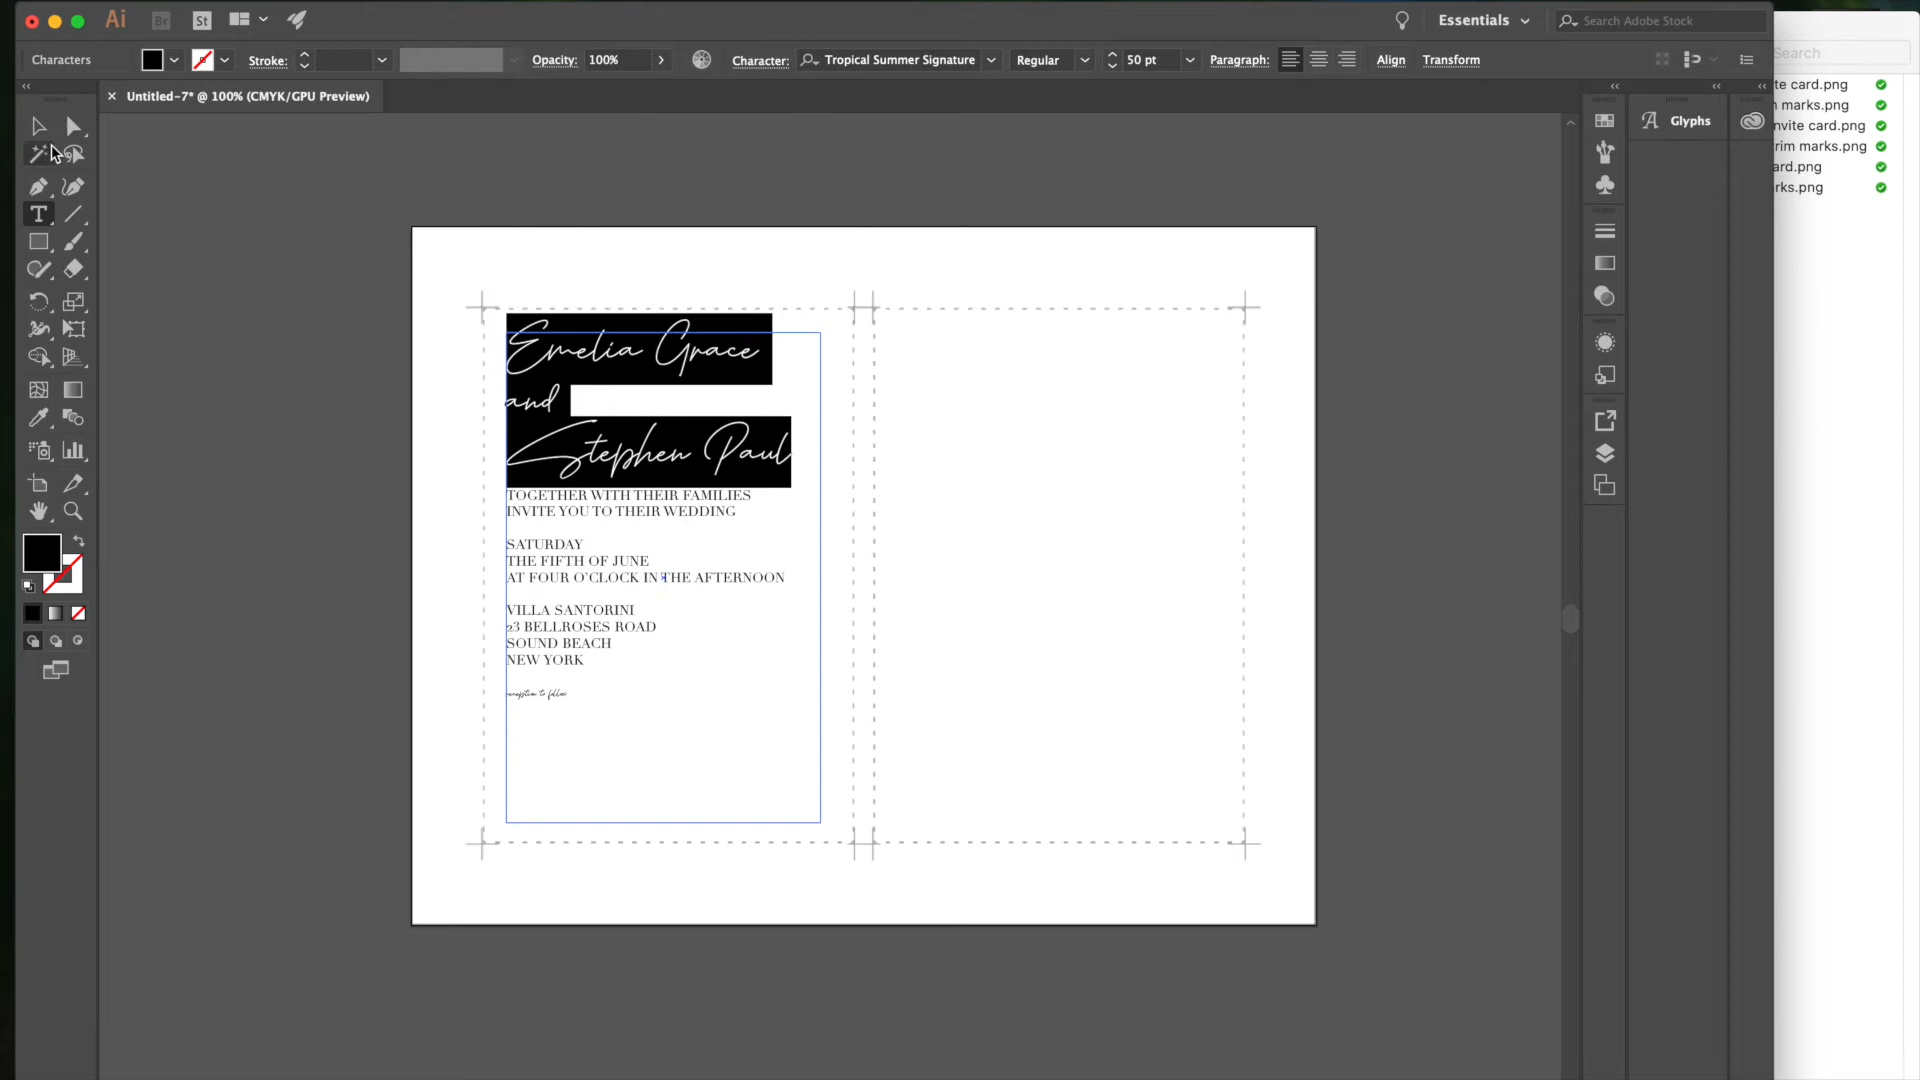 Ai
Br
St
Essentials
Search Adobe Stock
Search
Characters
Stroke:
Opacity:
100%
Character:
Tropical Summer Signature
Regular
50 pt
Paragraph:
Align
Transform
Untitled-7* @ 100% (CMYK/GPU Preview)
Glyphs
te card.png
marks.png
nvite card.png
rim marks.png
ard.png
rks.png
Emelia Grace
and
Stephen Paul
TOGETHER WITH THEIR FAMILIES
INVITE YOU TO THEIR WEDDING
SATURDAY
THE FIFTH OF JUNE
AT FOUR O'CLOCK IN THE AFTERNOON
VILLA SANTORINI
23 BELLROSES ROAD
SOUND BEACH
NEW YORK
reception to follow